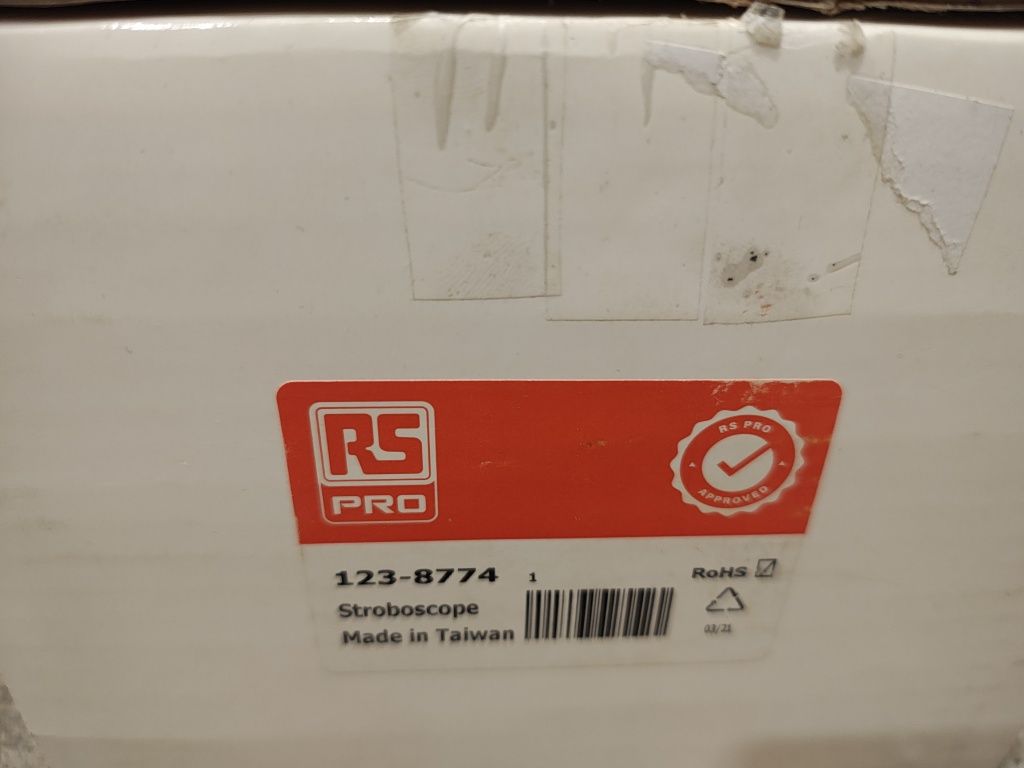 RS
PRO
RS PRO
APPROVED
123-8774 1
Stroboscope
Made in Taiwan
RoHS
03/21